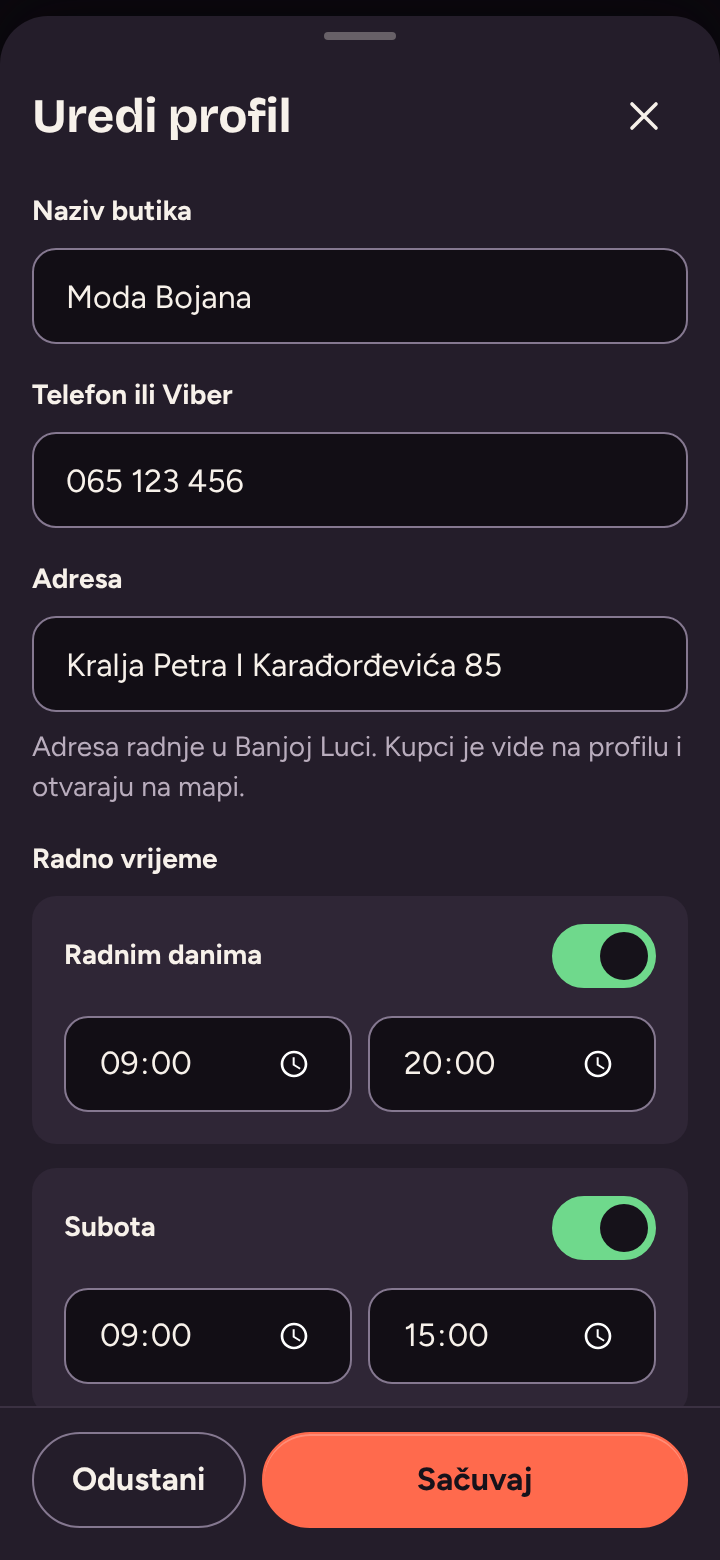 Uredi profil
Naziv butika
Moda Bojana
Telefon ili Viber
065 123 456
Adresa
Kralja Petra I Karađorđevića 85
Adresa radnje u Banjoj Luci. Kupci je vide na profilu i
otvaraju na mapi.
Radno vrijeme
Radnim danima
09:00 20:00
Subota
09:00 15:00
Odustani Sačuvaj